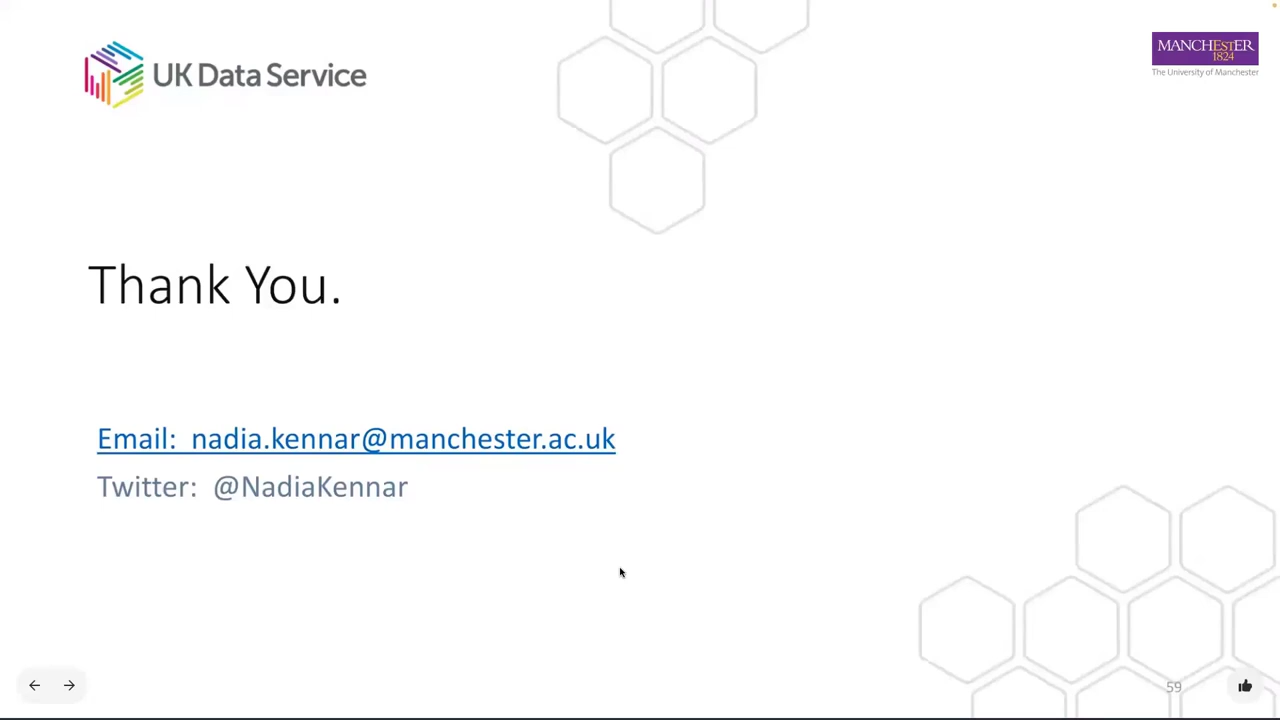 UK Data Service
MANCHESTER
1824
The University of Manchester
Thank You.
Email: nadia.kennar@manchester.ac.uk
Twitter: @NadiaKennar
59